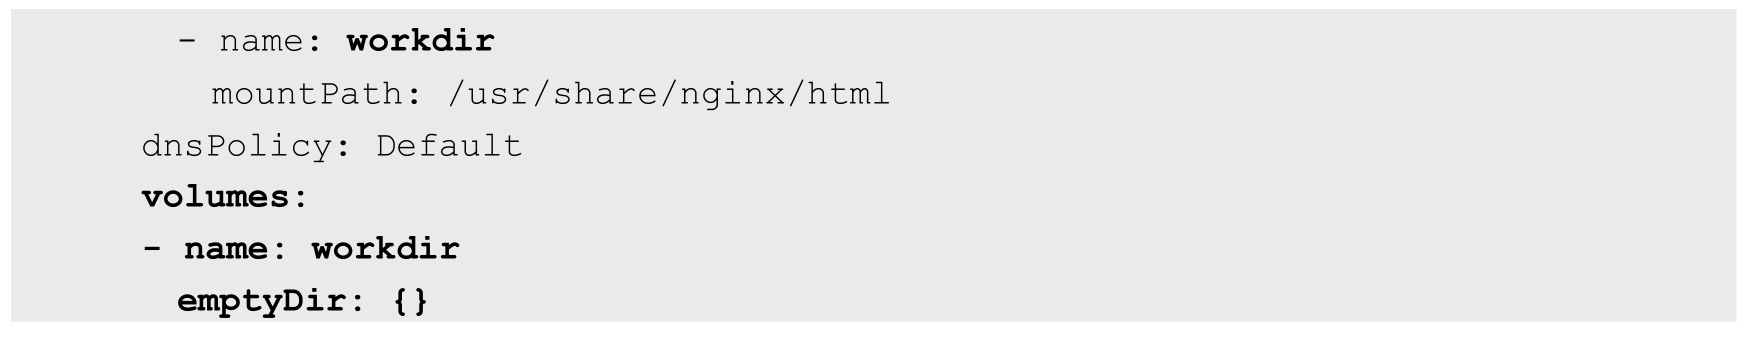 - name: workdir
mountPath: /usr/share/nginx/html
dnsPolicy: Default
volumes:
- name: workdir
emptyDir: {}